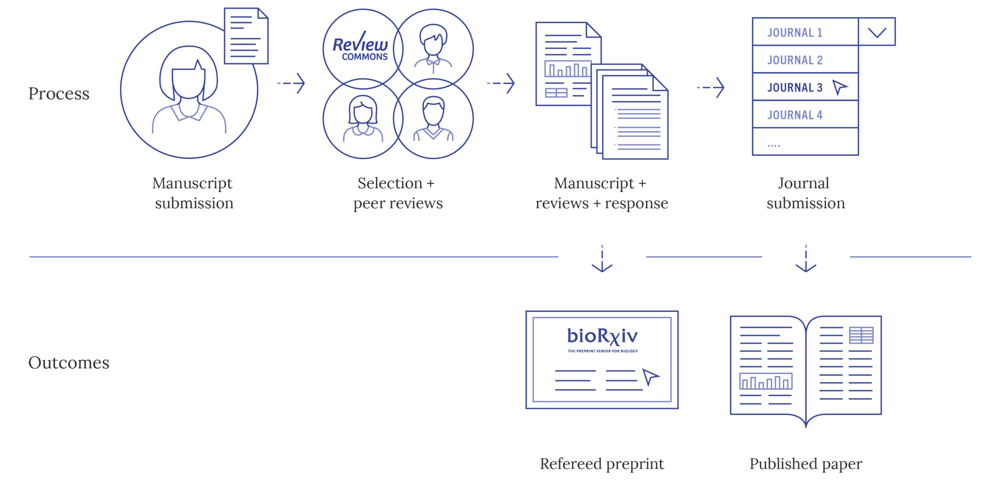 Process
Review
COMMONS
JOURNAL 1
JOURNAL 2
JOURNAL 3
JOURNAL 4
....
Manuscript
submission
Selection +
peer reviews
Manuscript +
reviews + response
Journal
submission
Outcomes
bioRχiv
THE PREPRINT SERVER FOR BIOLOGY
Refereed preprint
Published paper